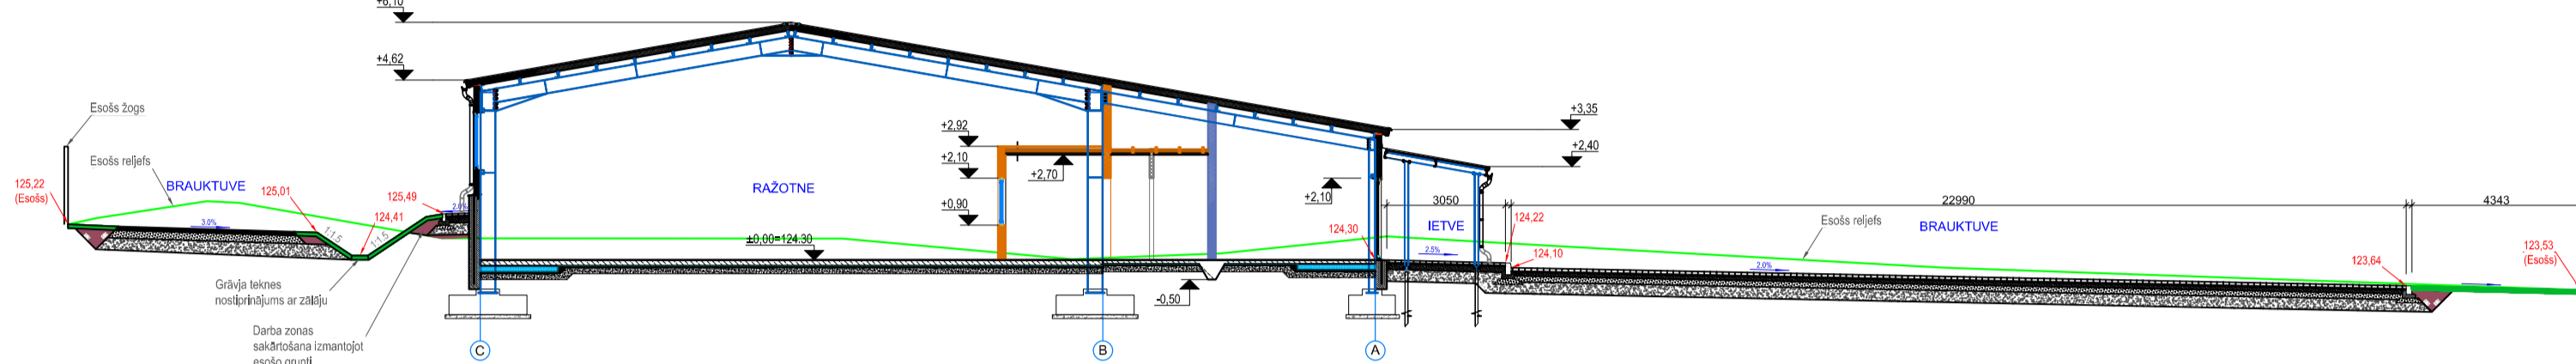 +6,10
+4,62
Esošs žogs
Esošs reljefs
125,22
(Esošs)
BRAUKTUVE
3.0%
125,01
1:1.5
124,41
1:1.5
125,49
2.0%
Grāvja teknes
nostiprinājums ar zālāju
Darba zonas
sakārtošana izmantojot
esošo grunti
RAŽOTNE
±0,00=124.30
+2,92
+2,10
+0,90
+2,70
-0,50
+2,10
124,30
+3,35
+2,40
3050
22990
4343
IETVE
2.5%
124,22
124,10
2.0%
Esošs reljefs
BRAUKTUVE
123,64
123,53
(Esošs)
C
B
A